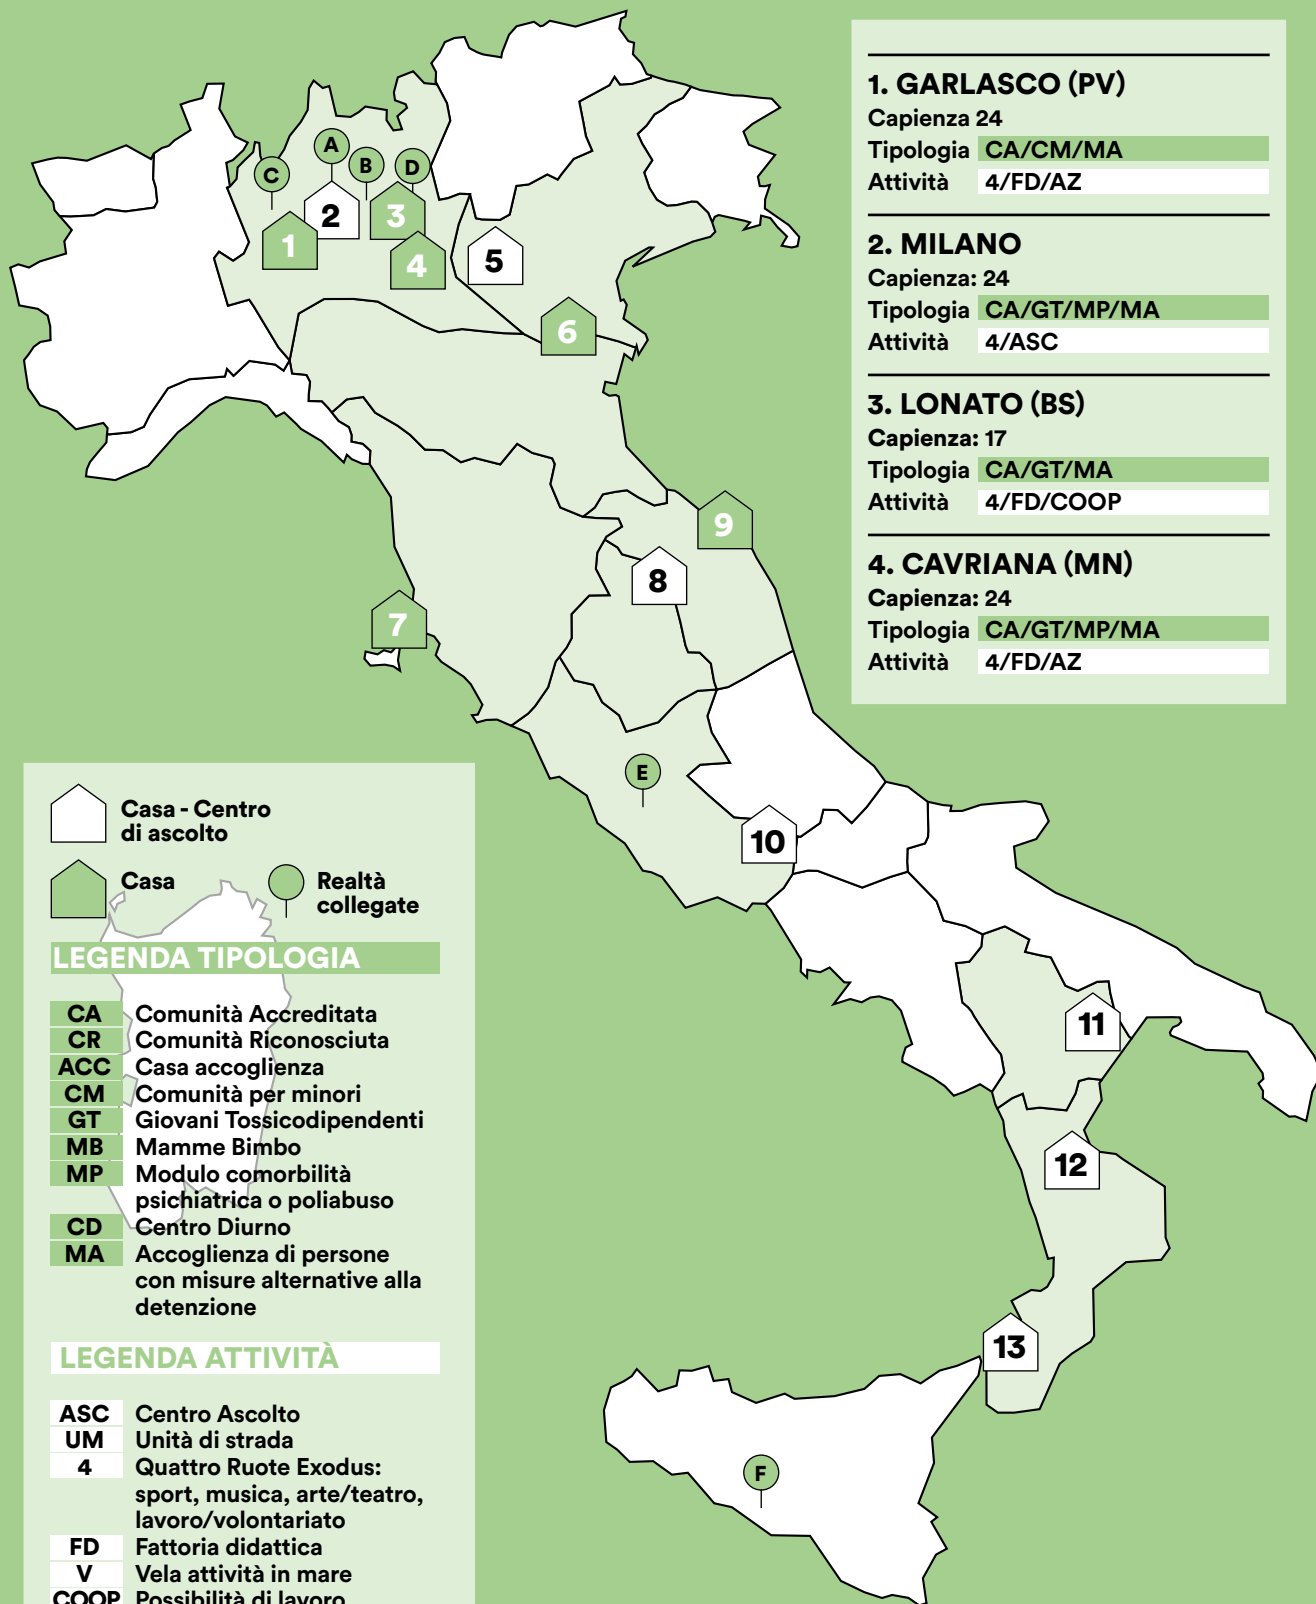 A
B
C
D
1
2
3
4
5
6
7
8
9
E
10
11
12
13
F
1. GARLASCO (PV)
Capienza 24
Tipologia CA/CM/MA
Attività 4/FD/AZ
2. MILANO
Capienza: 24
Tipologia CA/GT/MP/MA
Attività 4/ASC
3. LONATO (BS)
Capienza: 17
Tipologia CA/GT/MA
Attività 4/FD/COOP
4. CAVRIANA (MN)
Capienza: 24
Tipologia CA/GT/MP/MA
Attività 4/FD/AZ
Casa - Centro
di ascolto
Casa
Realtà
collegate
LEGENDA TIPOLOGIA
CA Comunità Accreditata
CR Comunità Riconosciuta
ACC Casa accoglienza
CM Comunità per minori
GT Giovani Tossicodipendenti
MB Mamme Bimbo
MP Modulo comorbilità
psichiatrica o poliabuso
CD Centro Diurno
MA Accoglienza di persone
con misure alternative alla
detenzione
LEGENDA ATTIVITÀ
ASC Centro Ascolto
UM Unità di strada
4 Quattro Ruote Exodus:
sport, musica, arte/teatro,
lavoro/volontariato
FD Fattoria didattica
V Vela attività in mare
COOP Possibilità di lavoro